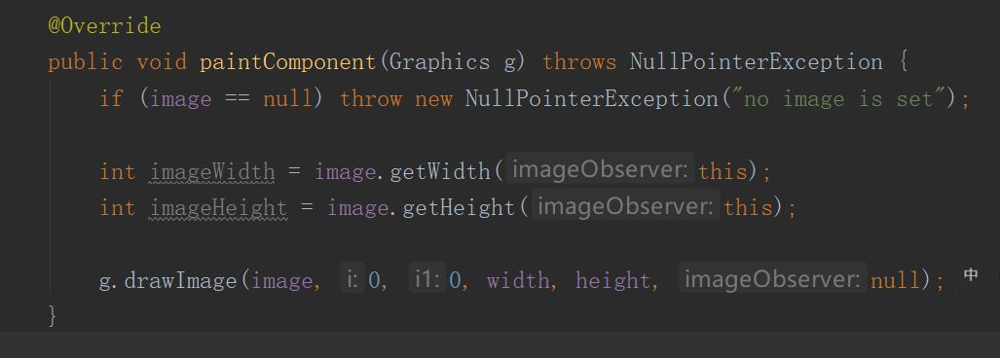 @Override
public void paintComponent(Graphics g) throws NullPointerException {
if (image == null) throw new NullPointerException("no image is set");
int imageWidth = image.getWidth( imageObserver: this);
int imageHeight = image.getHeight( imageObserver: this);
g.drawImage(image, i: 0, i1: 0, width, height, imageObserver: null); 中
}